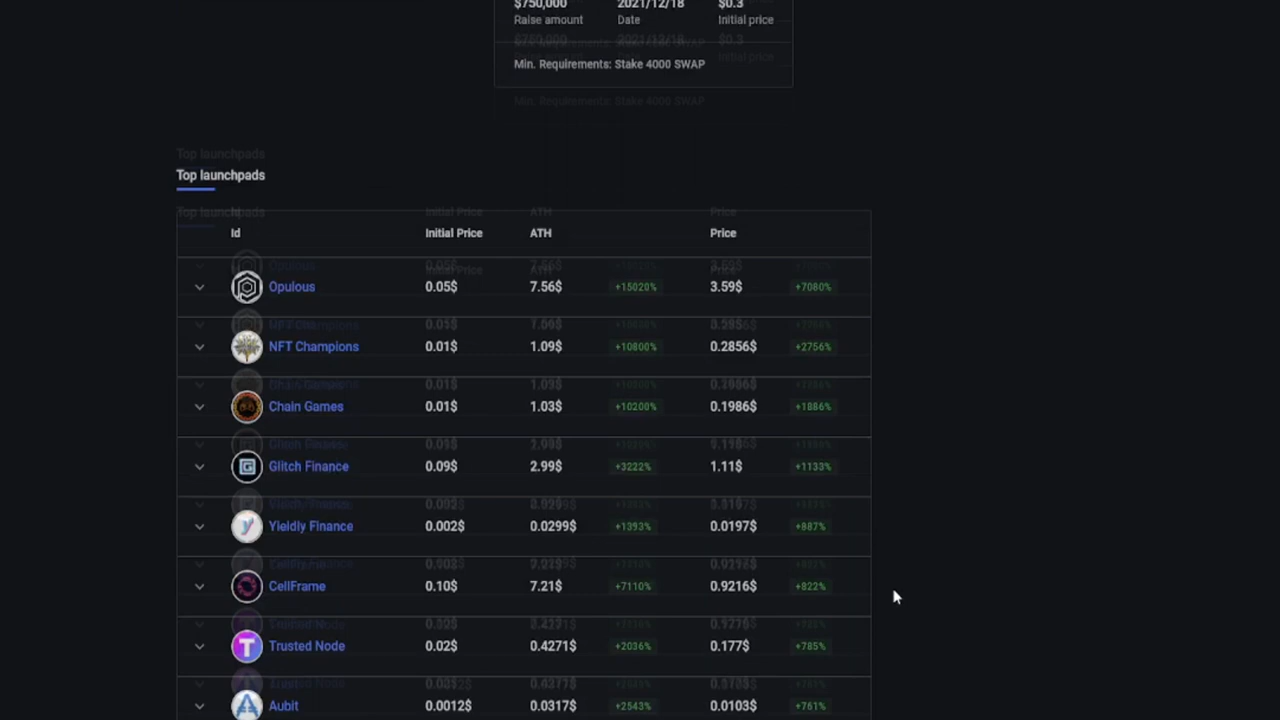 $750,000 2021/12/18 $0.3
Raise amount Date Initial price
Min. Requirements: Stake 4000 SWAP
Top launchpads
Id Initial Price ATH Price
Opulous 0.05$ 7.56$ +15020% 3.59$ +7080%
NFT Champions 0.01$ 1.09$ +10800% 0.2856$ +2756%
Chain Games 0.01$ 1.03$ +10200% 0.1986$ +1886%
Glitch Finance 0.09$ 2.99$ +3222% 1.11$ +1133%
Yieldly Finance 0.002$ 0.0299$ +1393% 0.0197$ +887%
CellFrame 0.10$ 7.21$ +7110% 0.9216$ +822%
Trusted Node 0.02$ 0.4271$ +2036% 0.177$ +785%
Aubit 0.0012$ 0.0317$ +2543% 0.0103$ +761%